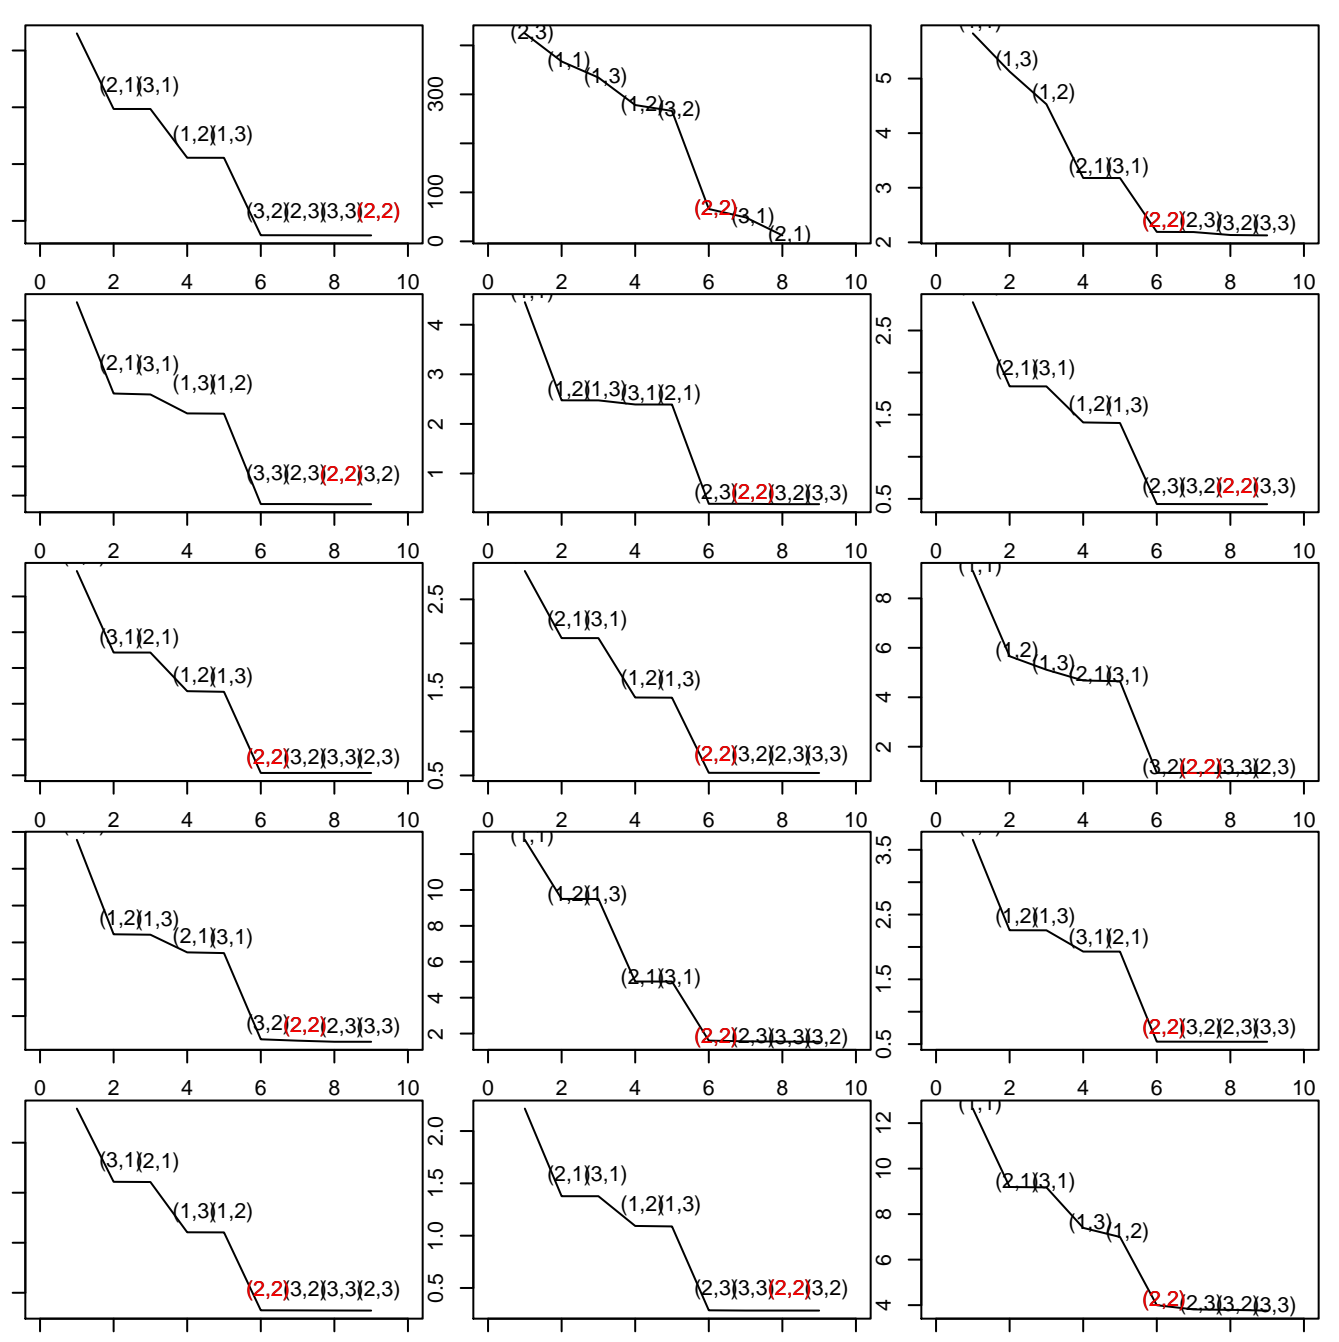 (2,1) (3,1)
(1,2) (1,3)
(3,2) (2,3) (3,3) (2,2)
0 2 4 6 8 10
(2,3)
(1,1)
(1,3)
(1,2) (3,2)
(2,2) (3,1)
(2,1)
0 100 300
0 2 4 6 8 10
(1,3)
(1,2)
(2,1) (3,1)
(2,2) (2,3) (3,2) (3,3)
2 3 4 5
0 2 4 6 8 10
(2,1) (3,1)
(1,3) (1,2)
(3,3) (2,3) (2,2) (3,2)
0 2 4 6 8 10
(1,2) (1,3) (3,1) (2,1)
(2,3) (2,2) (3,2) (3,3)
1 2 3 4
0 2 4 6 8 10
(2,1) (3,1)
(1,2) (1,3)
(2,3) (3,2) (2,2) (3,3)
0.5 1.5 2.5
0 2 4 6 8 10
(3,1) (2,1)
(1,2) (1,3)
(2,2) (3,2) (3,3) (2,3)
0 2 4 6 8 10
(2,1) (3,1)
(1,2) (1,3)
(2,2) (3,2) (2,3) (3,3)
0.5 1.5 2.5
0 2 4 6 8 10
(1,1)
(1,2)
(1,3)
(2,1) (3,1)
(3,2) (2,2) (3,3) (2,3)
2 4 6 8
0 2 4 6 8 10
(1,2) (1,3)
(2,1) (3,1)
(3,2) (2,2) (2,3) (3,3)
0 2 4 6 8 10
(1,1)
(1,2) (1,3)
(2,1) (3,1)
(2,2) (2,3) (3,3) (3,2)
2 4 6 8 10
0 2 4 6 8 10
(1,2) (1,3)
(3,1) (2,1)
(2,2) (3,2) (2,3) (3,3)
0.5 1.5 2.5 3.5
0 2 4 6 8 10
(3,1) (2,1)
(1,3) (1,2)
(2,2) (3,2) (3,3) (2,3)
(2,1) (3,1)
(1,2) (1,3)
(2,3) (3,3) (2,2) (3,2)
0.5 1.0 1.5 2.0
(1,1)
(2,1) (3,1)
(1,3)
(1,2)
(2,2) (2,3) (3,2) (3,3)
4 6 8 10 12